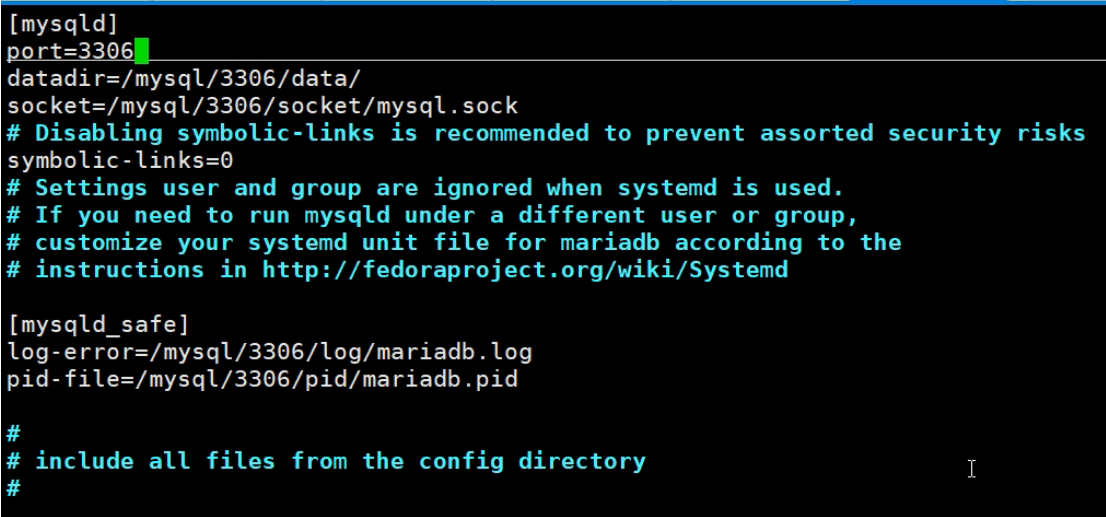 [mysqld]
port=3306
datadir=/mysql/3306/data/
socket=/mysql/3306/socket/mysql.sock
# Disabling symbolic-links is recommended to prevent assorted security risks
symbolic-links=0
# Settings user and group are ignored when systemd is used.
# If you need to run mysqld under a different user or group,
# customize your systemd unit file for mariadb according to the
# instructions in http://fedoraproject.org/wiki/Systemd
[mysqld_safe]
log-error=/mysql/3306/log/mariadb.log
pid-file=/mysql/3306/pid/mariadb.pid
#
# include all files from the config directory
#